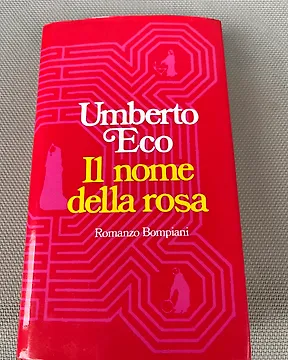 Umberto
Eco
Il nome
della rosa
Romanzo Bompiani